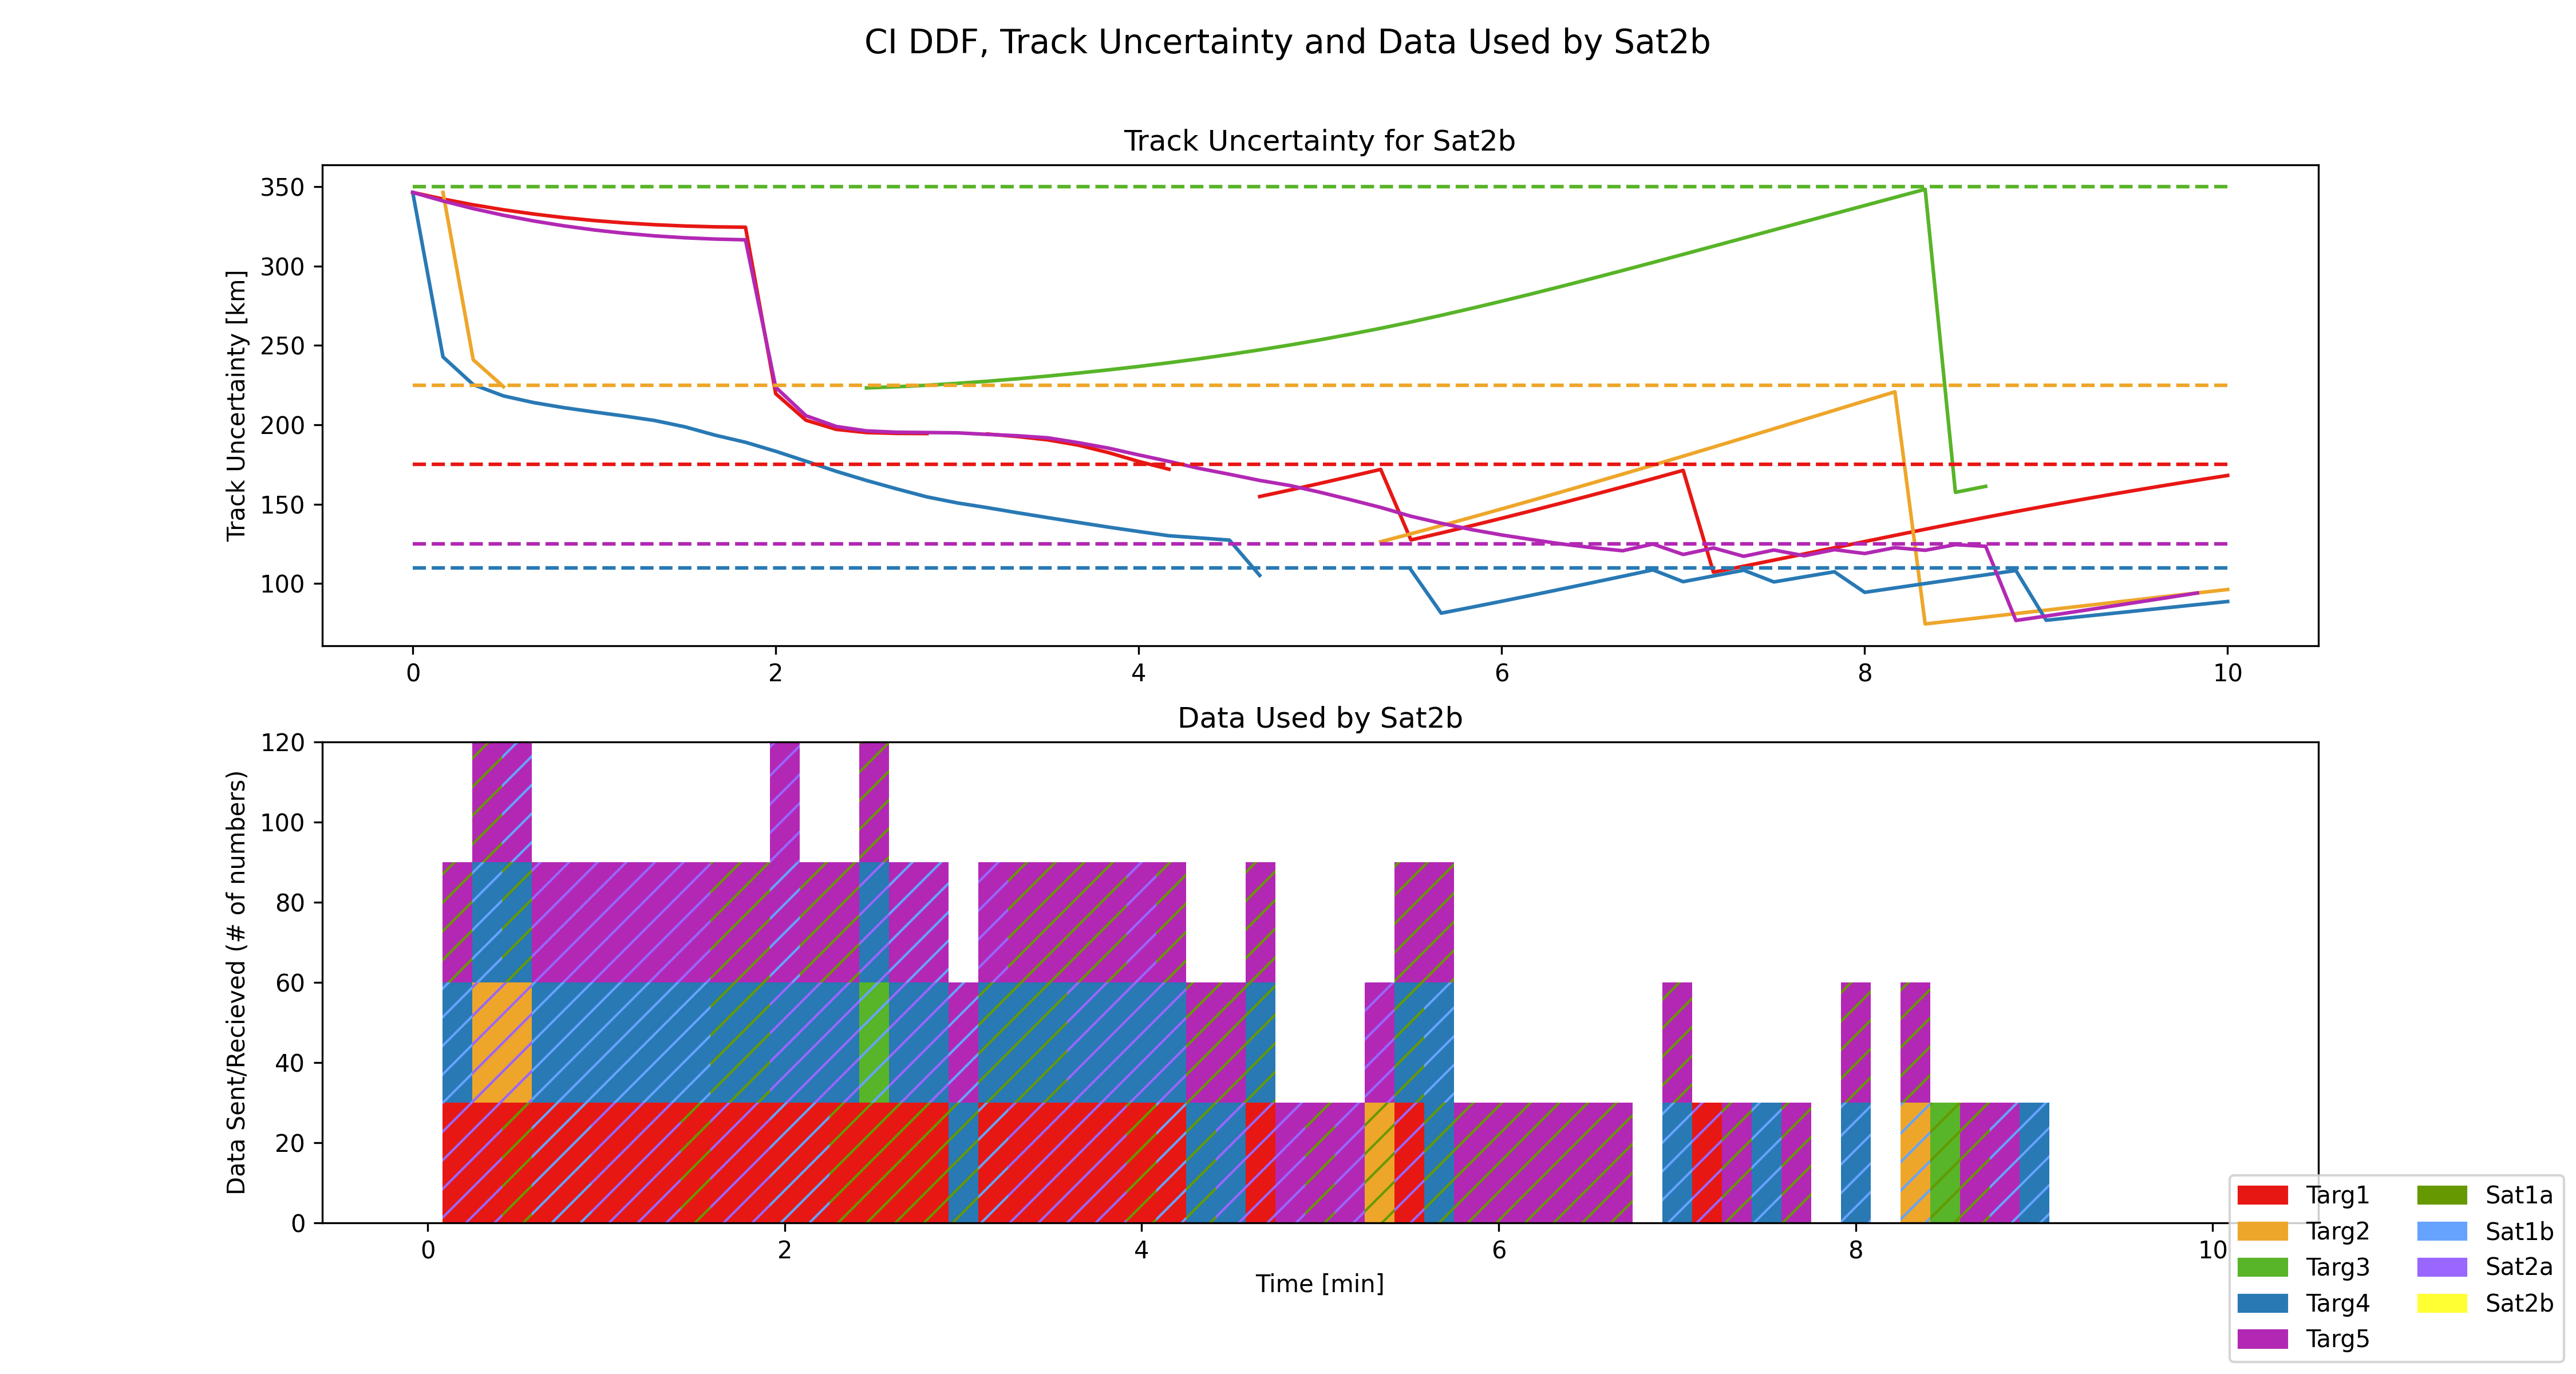 CI DDF, Track Uncertainty and Data Used by Sat2b
Track Uncertainty for Sat2b
Track Uncertainty [km]
350
300
250
200
150
100
0 2 4 6 8 10
Data Used by Sat2b
Data Sent/Recieved (# of numbers)
120
100
80
60
40
20
0
0 2 4 6 8 10
Time [min]
Targ1 Sat1a
Targ2 Sat1b
Targ3 Sat2a
Targ4 Sat2b
Targ5